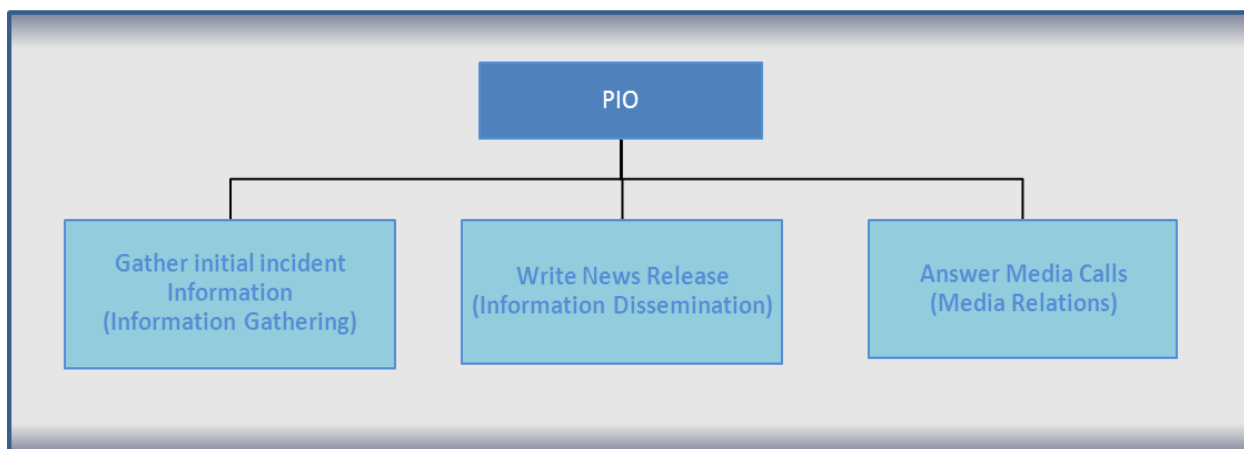 PIO
Gather initial incident
Information
(Information Gathering)
Write News Release
(Information Dissemination)
Answer Media Calls
(Media Relations)